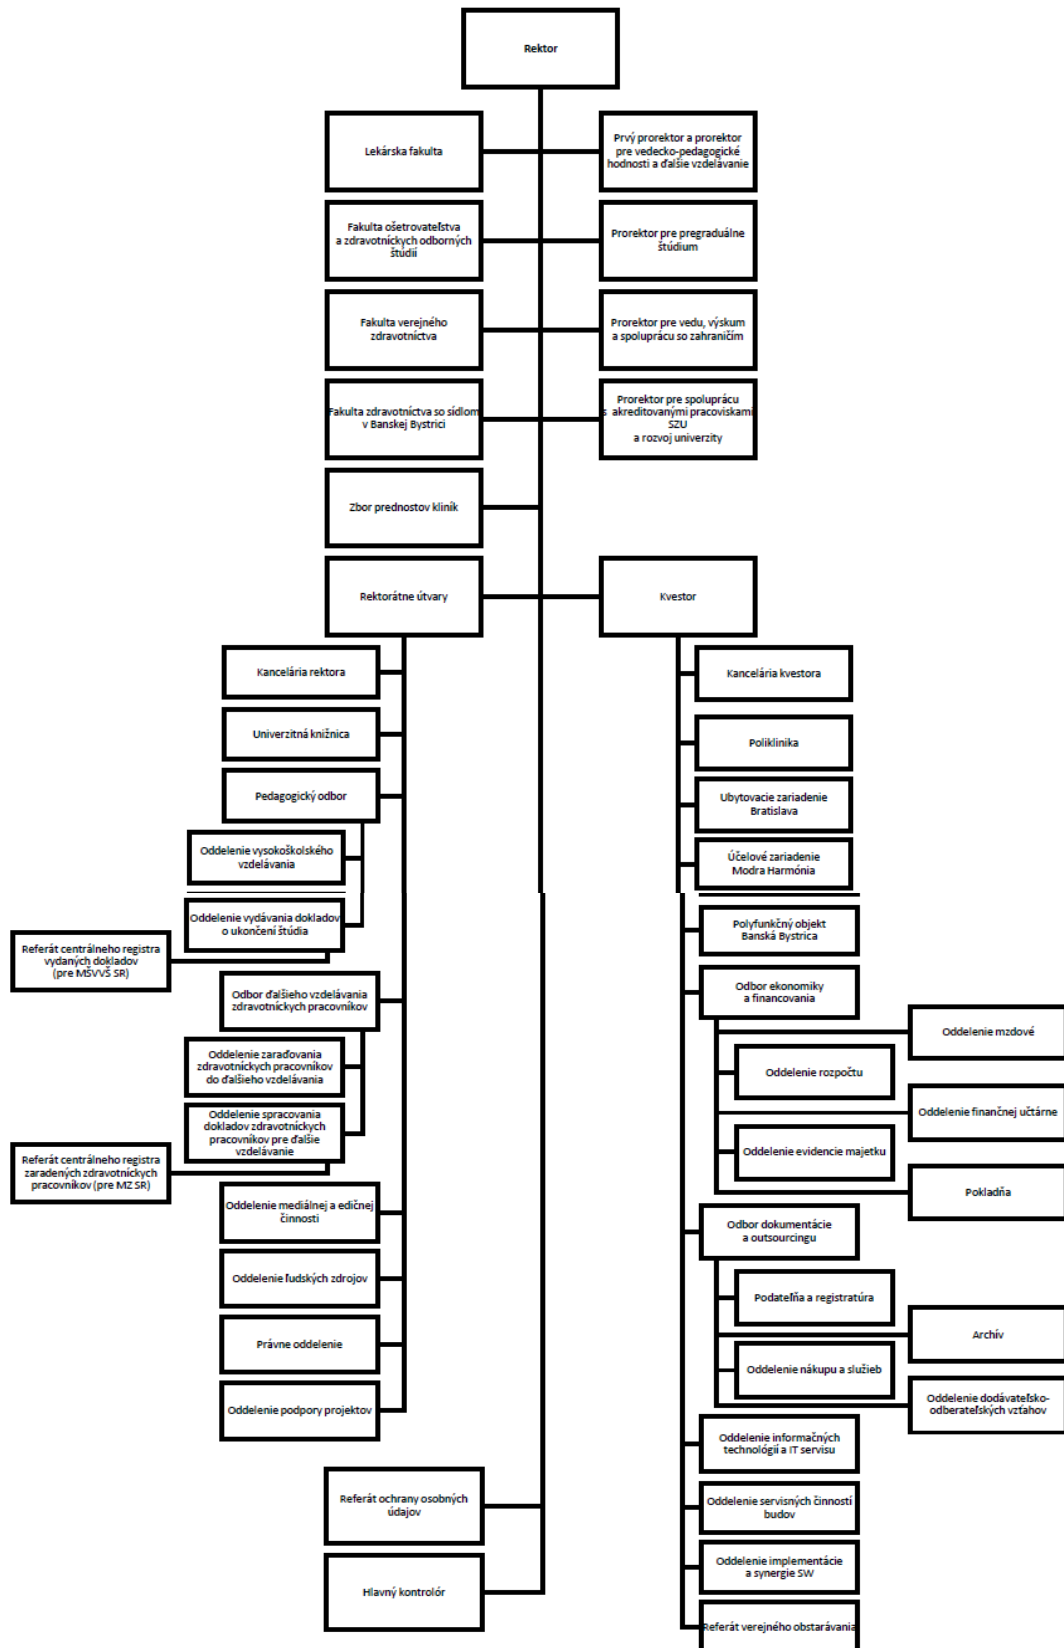 Rektor
Lekárska fakulta
Prvý prorektor a prorektor
pre vedecko-pedagogické
hodnosti a ďalšie vzdelávanie
Fakulta ošetrovateľstva
a zdravotníckych odborných
štúdií
Prorektor pre pregraduálne
štúdium
Fakulta verejného
zdravotníctva
Prorektor pre vedu, výskum
a spoluprácu so zahraničím
Fakulta zdravotníctva so sídlom
v Banskej Bystrici
Prorektor pre spoluprácu
s akreditovanými pracoviskami
SZU
a rozvoj univerzity
Zbor prednostov kliník
Rektorátne útvary
Kvestor
Kancelária rektora
Univerzitná knižnica
Pedagogický odbor
Oddelenie vysokoškolského
vzdelávania
Oddelenie vydávania dokladov
o ukončení štúdia
Referát centrálneho registra
vydaných dokladov
(pre MŠVVŠ SR)
Odbor ďalšieho vzdelávania
zdravotníckych pracovníkov
Oddelenie zaraďovania
zdravotníckych pracovníkov
do ďalšieho vzdelávania
Oddelenie spracovania
dokladov zdravotníckych
pracovníkov pre ďalšie
vzdelávanie
Referát centrálneho registra
zaradených zdravotníckych
pracovníkov (pre MZ SR)
Oddelenie mediálnej a edičnej
činnosti
Oddelenie ľudských zdrojov
Právne oddelenie
Oddelenie podpory projektov
Referát ochrany osobných
údajov
Hlavný kontrolór
Kancelária kvestora
Poliklinika
Ubytovacie zariadenie
Bratislava
Účelové zariadenie
Modra Harmónia
Polyfunkčný objekt
Banská Bystrica
Odbor ekonomiky
a financovania
Oddelenie mzdové
Oddelenie rozpočtu
Oddelenie finančnej učtárne
Oddelenie evidencie majetku
Pokladňa
Odbor dokumentácie
a outsourcingu
Podateľňa a registratúra
Archív
Oddelenie nákupu a služieb
Oddelenie dodávateľsko-
odberateľských vzťahov
Oddelenie informačných
technológií a IT servisu
Oddelenie servisných činností
budov
Oddelenie implementácie
a synergie SW
Referát verejného obstarávania